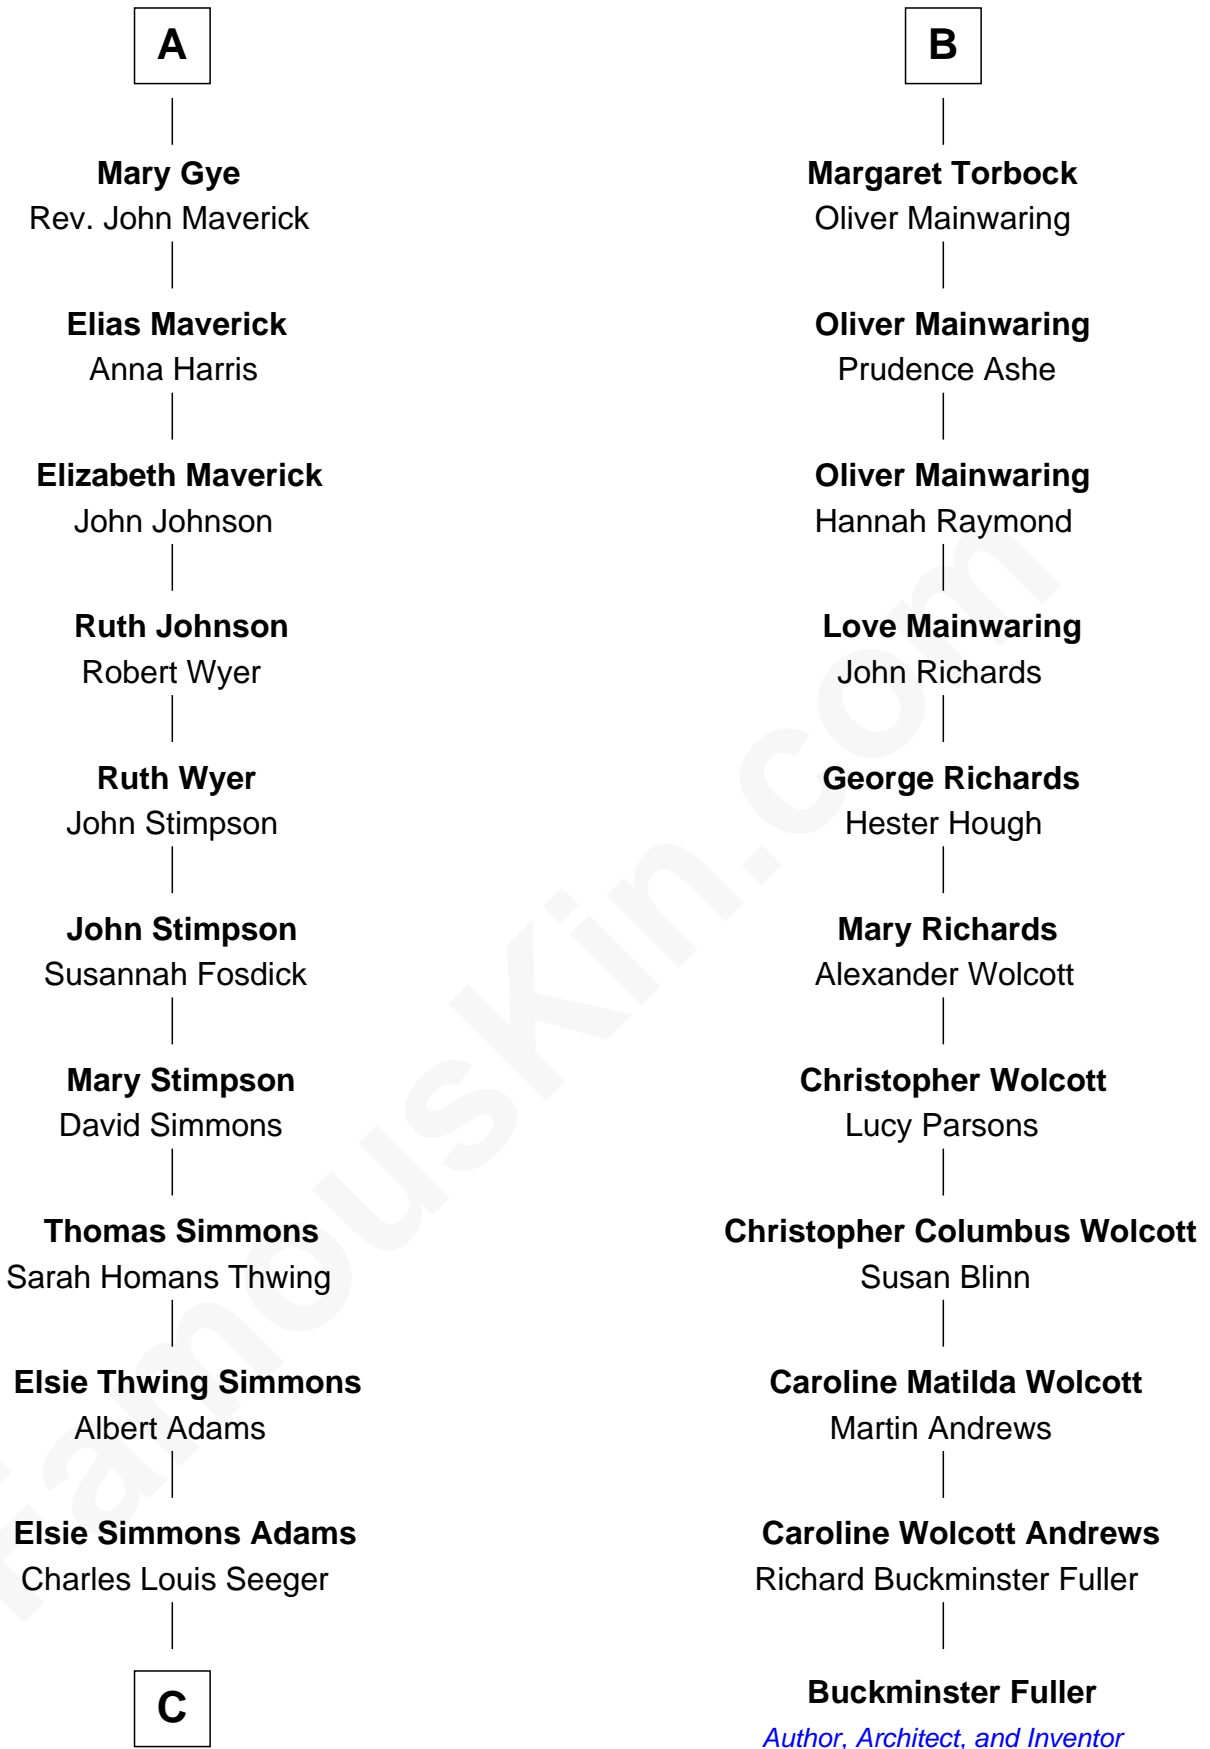 A
Mary Gye
Rev. John Maverick
Elias Maverick
Anna Harris
Elizabeth Maverick
John Johnson
Ruth Johnson
Robert Wyer
Ruth Wyer
John Stimpson
John Stimpson
Susannah Fosdick
Mary Stimpson
David Simmons
Thomas Simmons
Sarah Homans Thwing
Elsie Thwing Simmons
Albert Adams
Elsie Simmons Adams
Charles Louis Seeger
C
B
Margaret Torbock
Oliver Mainwaring
Oliver Mainwaring
Prudence Ashe
Oliver Mainwaring
Hannah Raymond
Love Mainwaring
John Richards
George Richards
Hester Hough
Mary Richards
Alexander Wolcott
Christopher Wolcott
Lucy Parsons
Christopher Columbus Wolcott
Susan Blinn
Caroline Matilda Wolcott
Martin Andrews
Caroline Wolcott Andrews
Richard Buckminster Fuller
Buckminster Fuller
Author, Architect, and Inventor
FamousKin.com